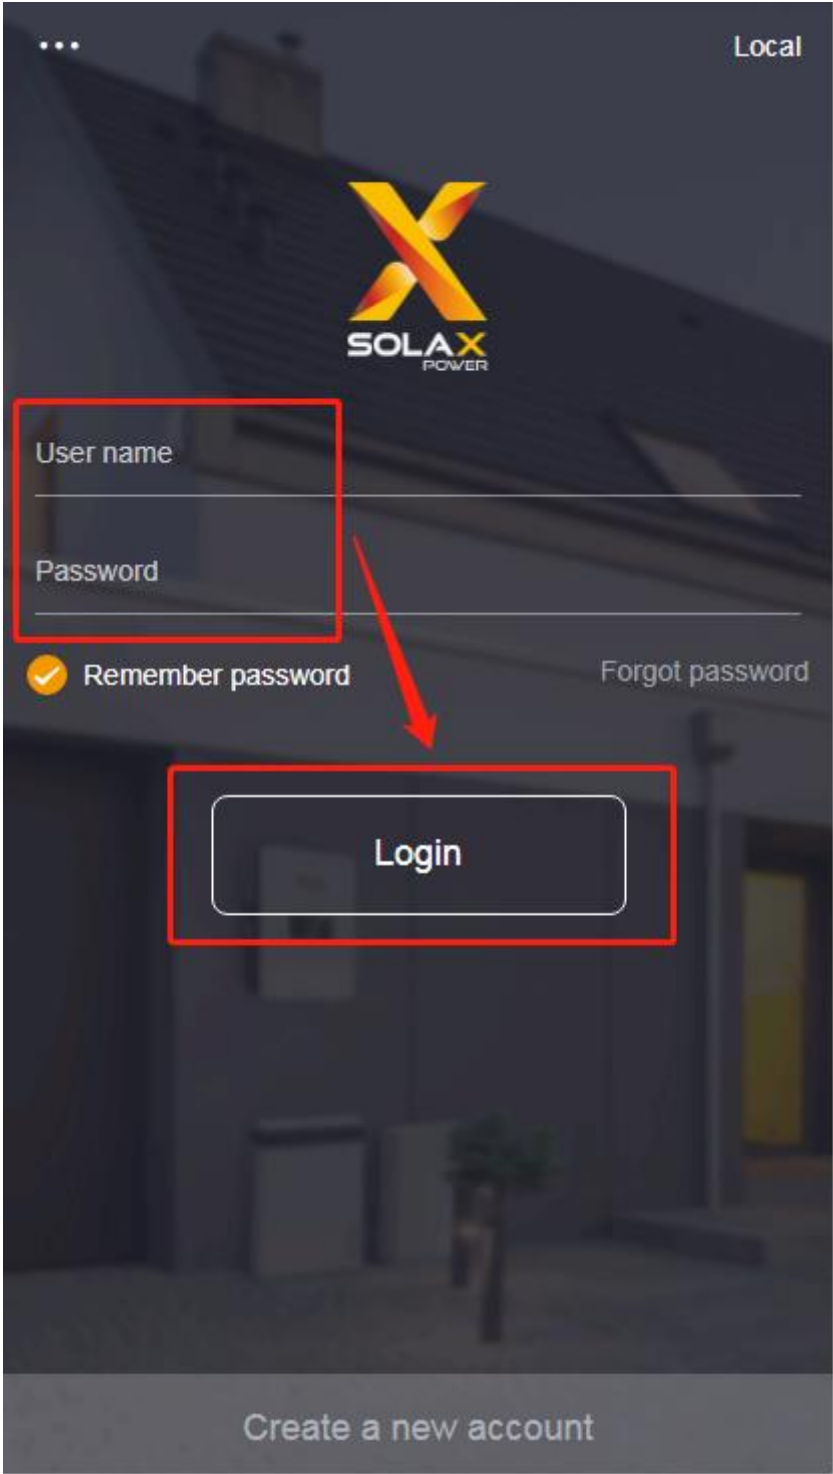 ...
Local
SOLAX
POWER
User name
Password
Remember password
Forgot password
Login
Create a new account